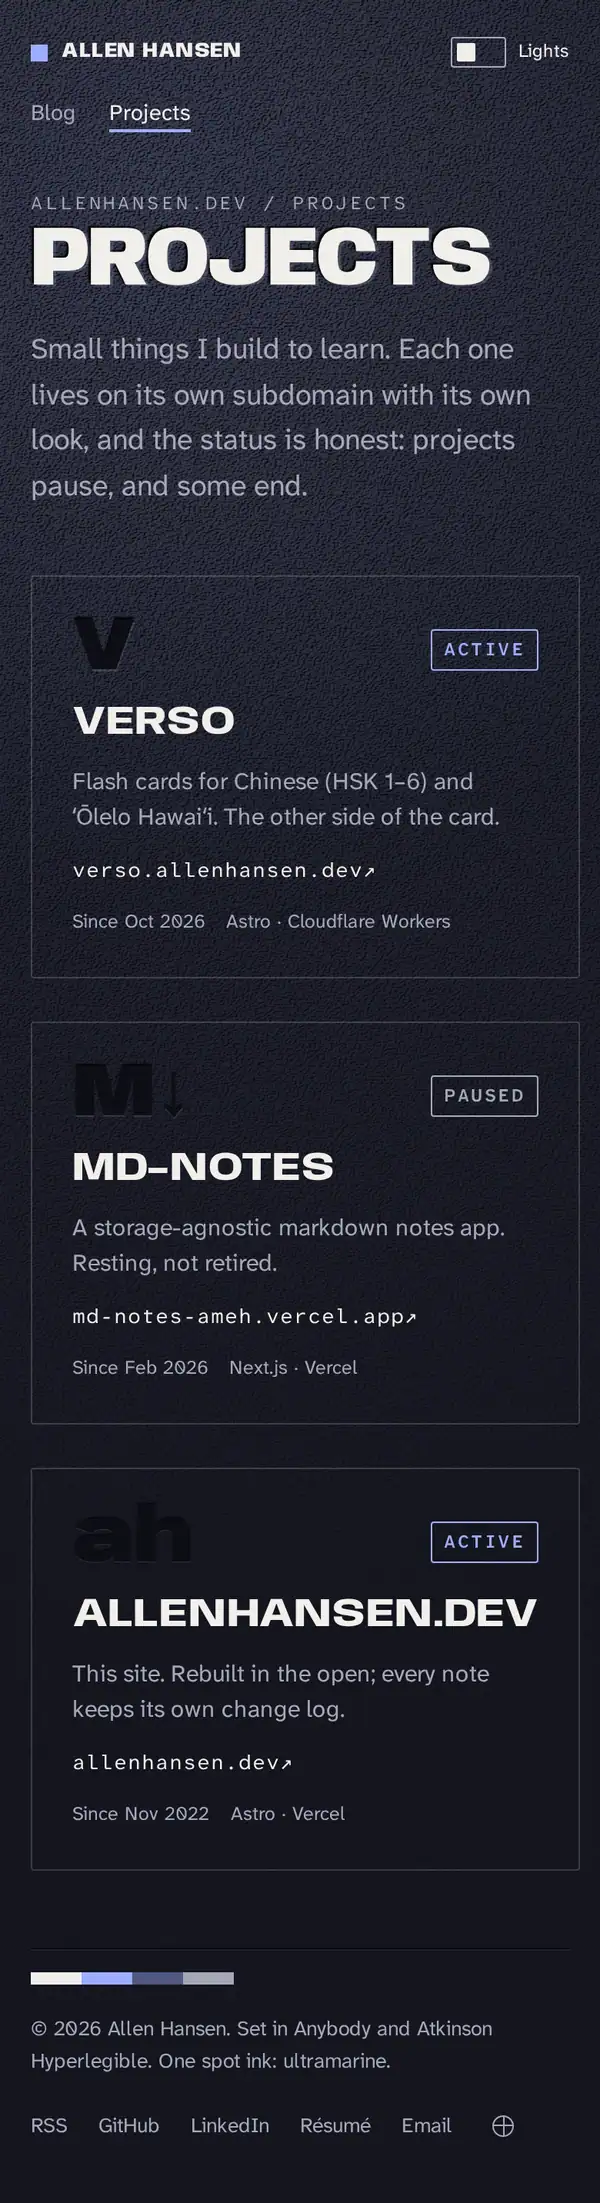 ALLEN HANSEN
Lights
Blog Projects
ALLENHANSEN.DEV / PROJECTS
PROJECTS
Small things I build to learn. Each one
lives on its own subdomain with its own
look, and the status is honest: projects
pause, and some end.
V
ACTIVE
VERSO
Flash cards for Chinese (HSK 1–6) and
ʻŌlelo Hawaiʻi. The other side of the card.
verso.allenhansen.dev↗
Since Oct 2026 Astro · Cloudflare Workers
M↓
PAUSED
MD–NOTES
A storage-agnostic markdown notes app.
Resting, not retired.
md-notes-ameh.vercel.app↗
Since Feb 2026 Next.js · Vercel
ah
ACTIVE
ALLENHANSEN.DEV
This site. Rebuilt in the open; every note
keeps its own change log.
allenhansen.dev↗
Since Nov 2022 Astro · Vercel
© 2026 Allen Hansen. Set in Anybody and Atkinson
Hyperlegible. One spot ink: ultramarine.
RSS GitHub LinkedIn Résumé Email